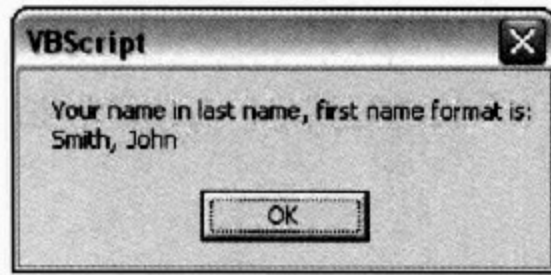 VBScript
Your name in last name, first name format is:
Smith, John
OK